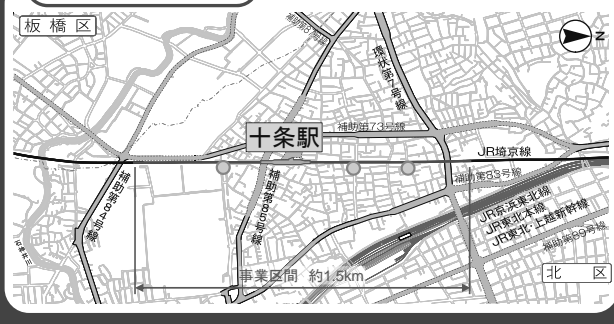 板橋区
N
環状第7号線
補助第73号線
十条駅
JR埼京線
補助第83号線
補助第84号線
補助第85号線
JR京浜東北線
JR東北本線
JR東北・上越新幹線
補助第89号線
事業区間 約1.5km
北 区